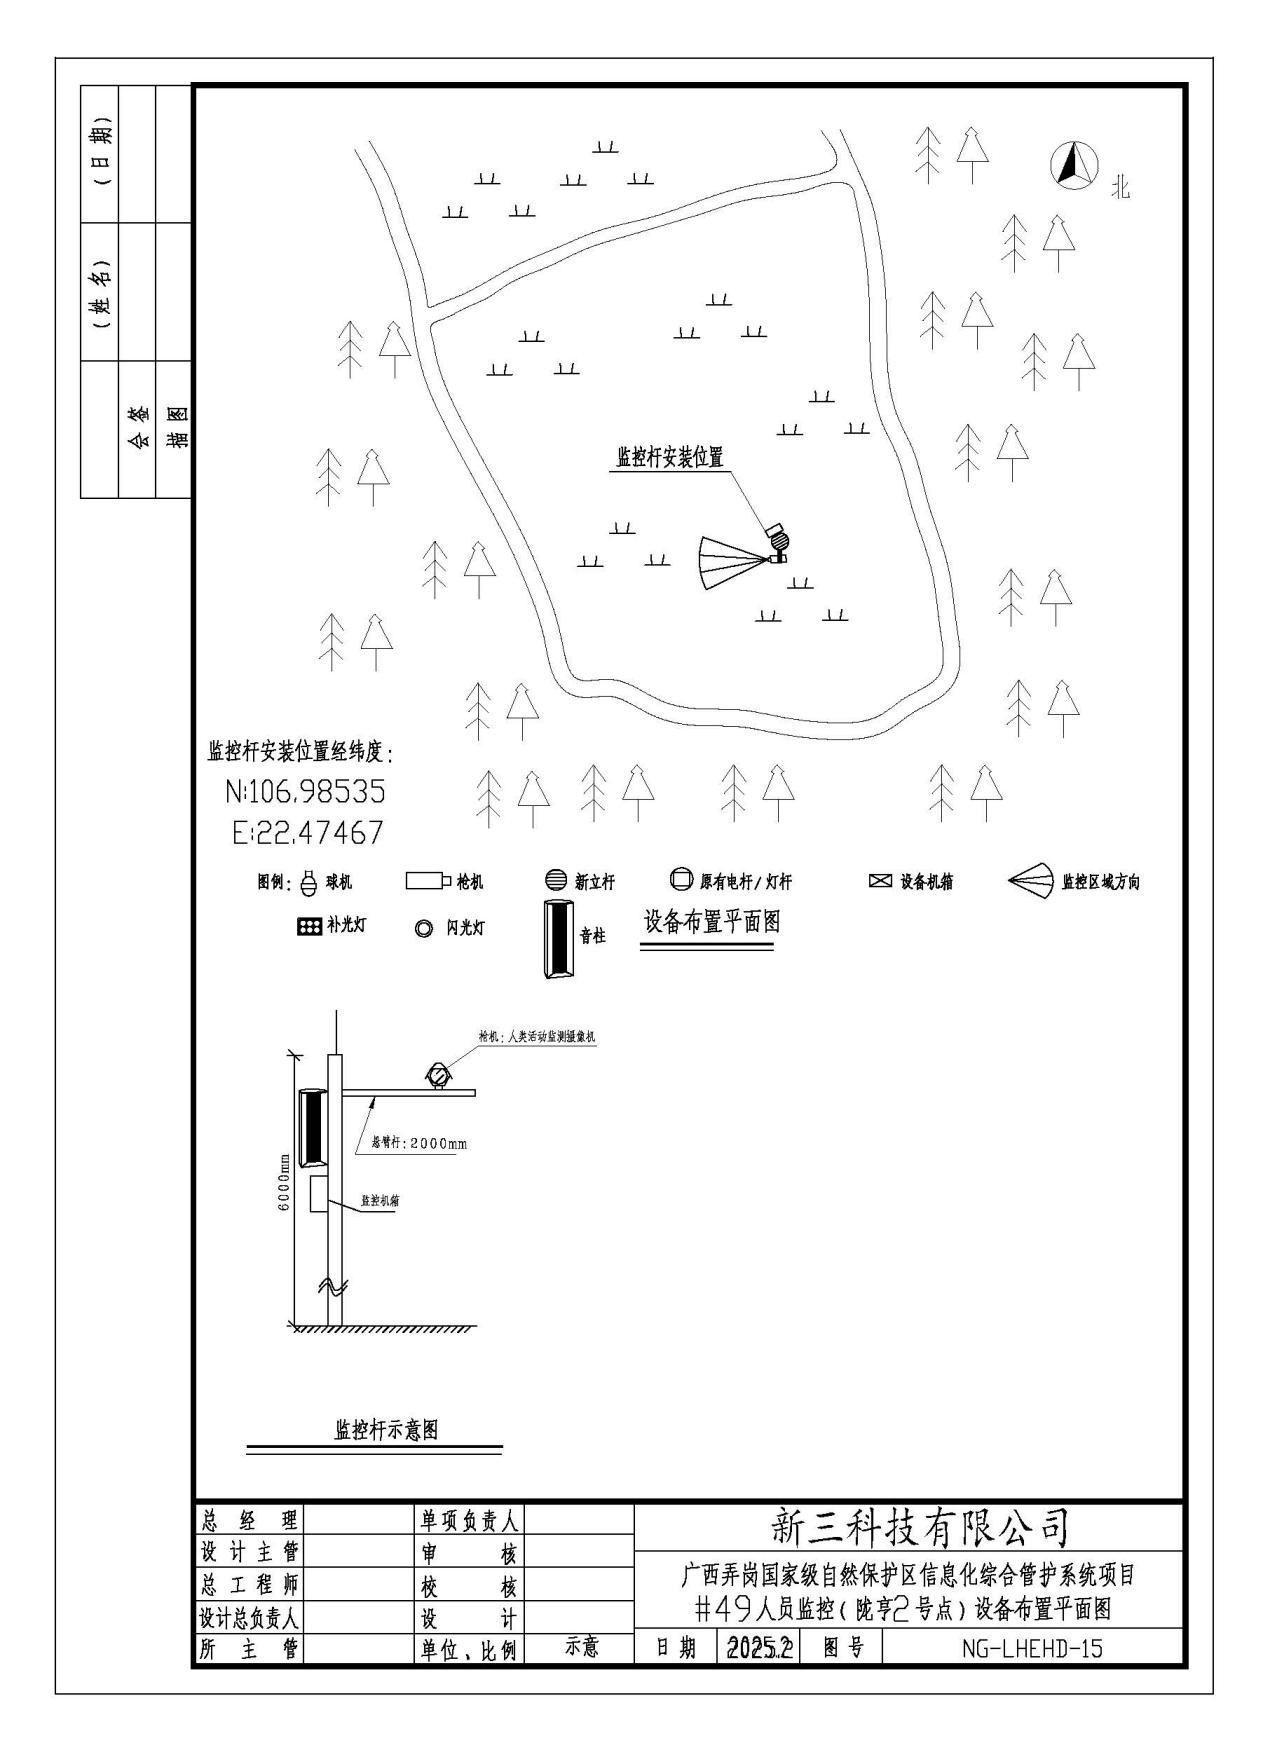 (日 期)
(姓 名)
会 签
描 图
北
监控杆安装位置
监控杆安装位置经纬度:
N:106.98535
E:22.47467
图例: 球机 枪机 新立杆 原有电杆/灯杆 设备机箱 监控区域方向
补光灯 闪光灯 音柱
设备布置平面图
枪机:人类活动监测摄像机
悬臂杆:2000mm
6000mm
监控机箱
监控杆示意图
总 经 理 单项负责人
新三科技有限公司
设计主管 审 核
总工程师 校 核
广西弄岗国家级自然保护区信息化综合管护系统项目
设计总负责人 设 计
#49人员监控(陇亨2号点)设备布置平面图
所 主 管 单位、比例 示意 日 期 2025.2 图 号 NG-LHEHD-15